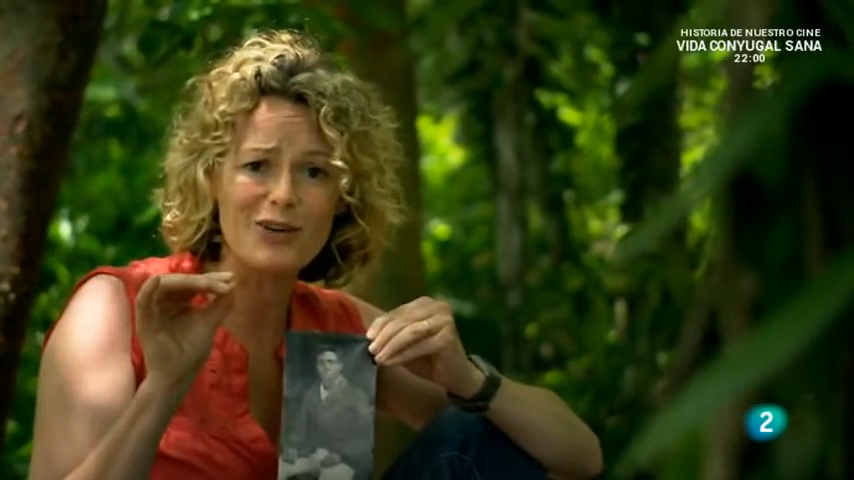 HISTORIA DE NUESTRO CINE
VIDA CONYUGAL SANA
22:00
2